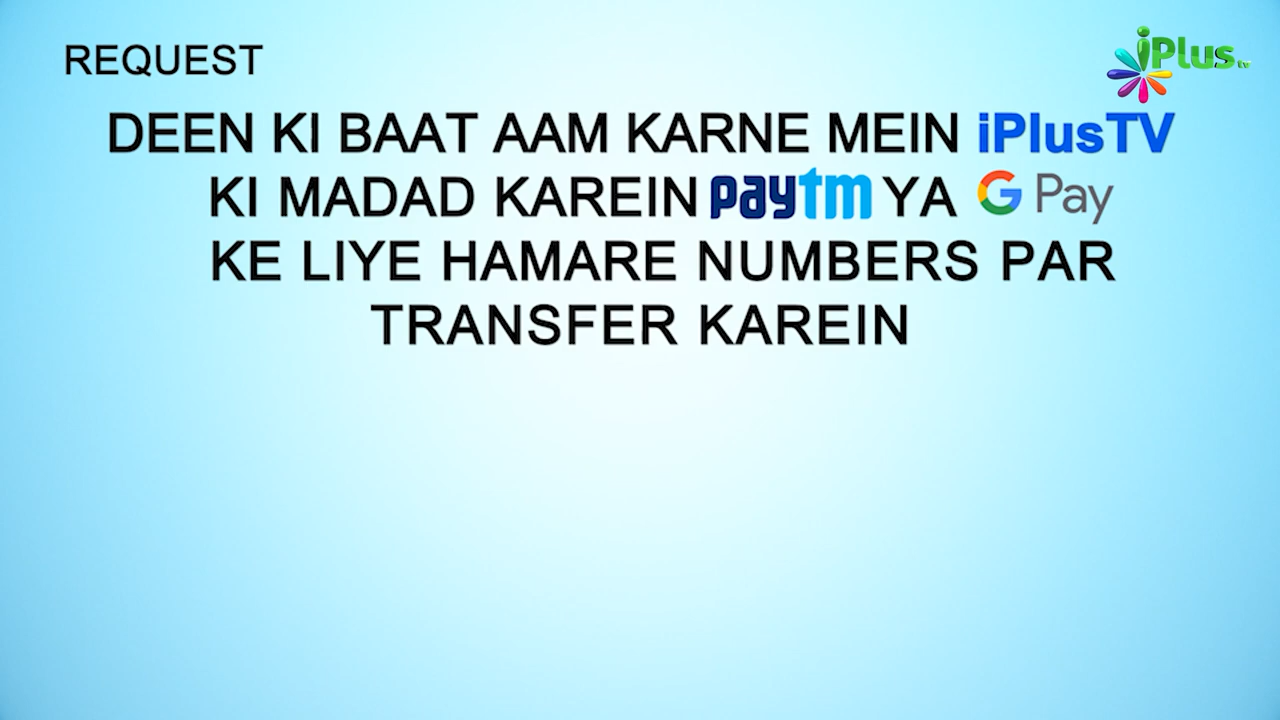 REQUEST
iPlus tv
DEEN KI BAAT AAM KARNE MEIN iPlusTV
KI MADAD KAREIN paytm YA G Pay
KE LIYE HAMARE NUMBERS PAR
TRANSFER KAREIN